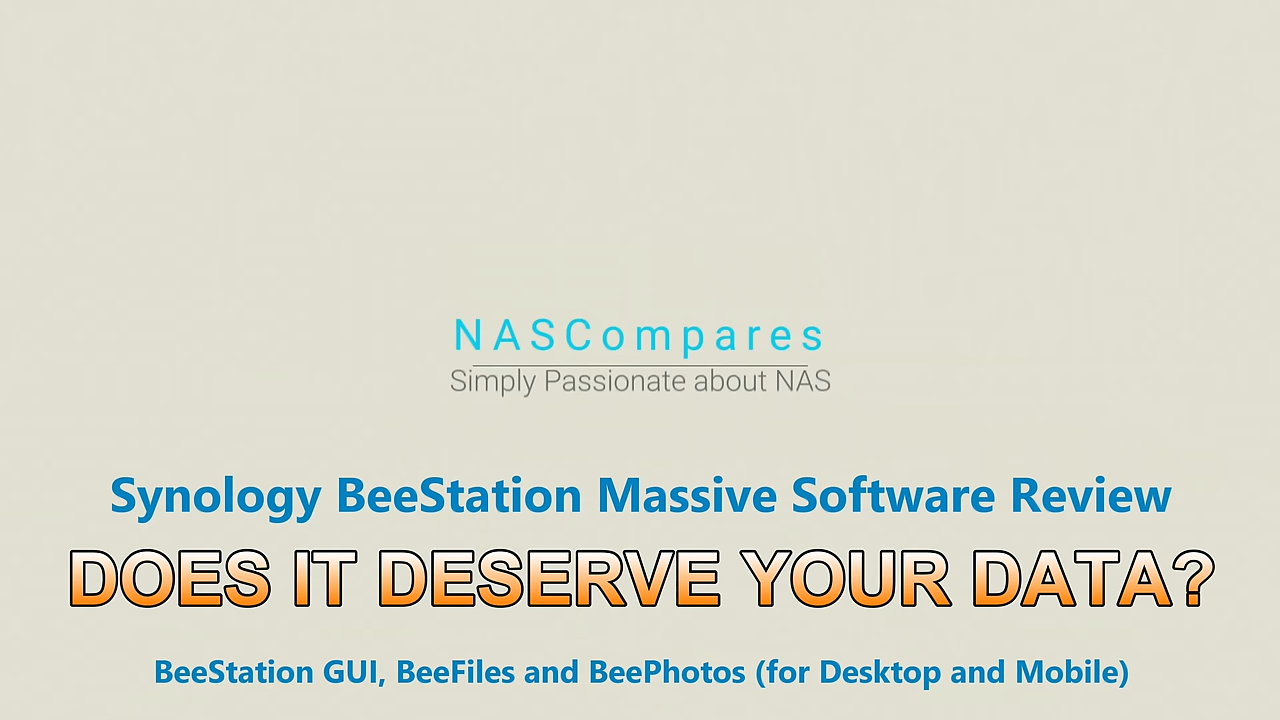 NASCompares
Simply Passionate about NAS
Synology BeeStation Massive Software Review
DOES IT DESERVE YOUR DATA?
BeeStation GUI, BeeFiles and BeePhotos (for Desktop and Mobile)